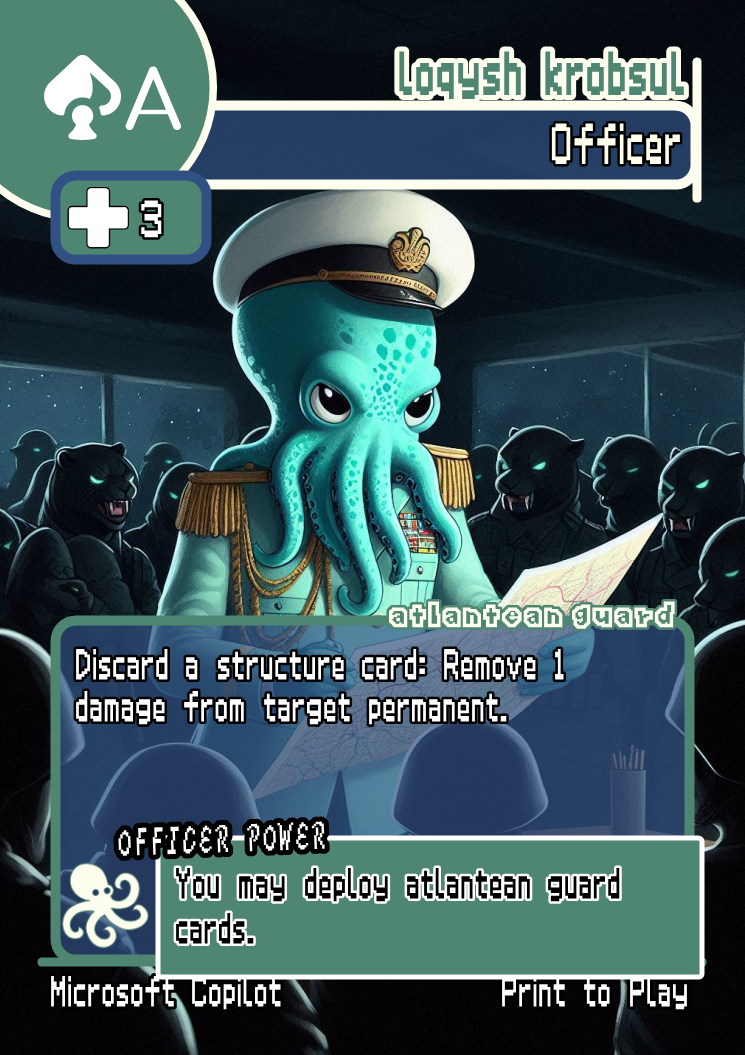 A
loqysh krobsul
Officer
3
atlantean guard
Discard a structure card: Remove 1
damage from target permanent.
OFFICER POWER
You may deploy atlantean guard
cards.
Microsoft Copilot
Print to Play